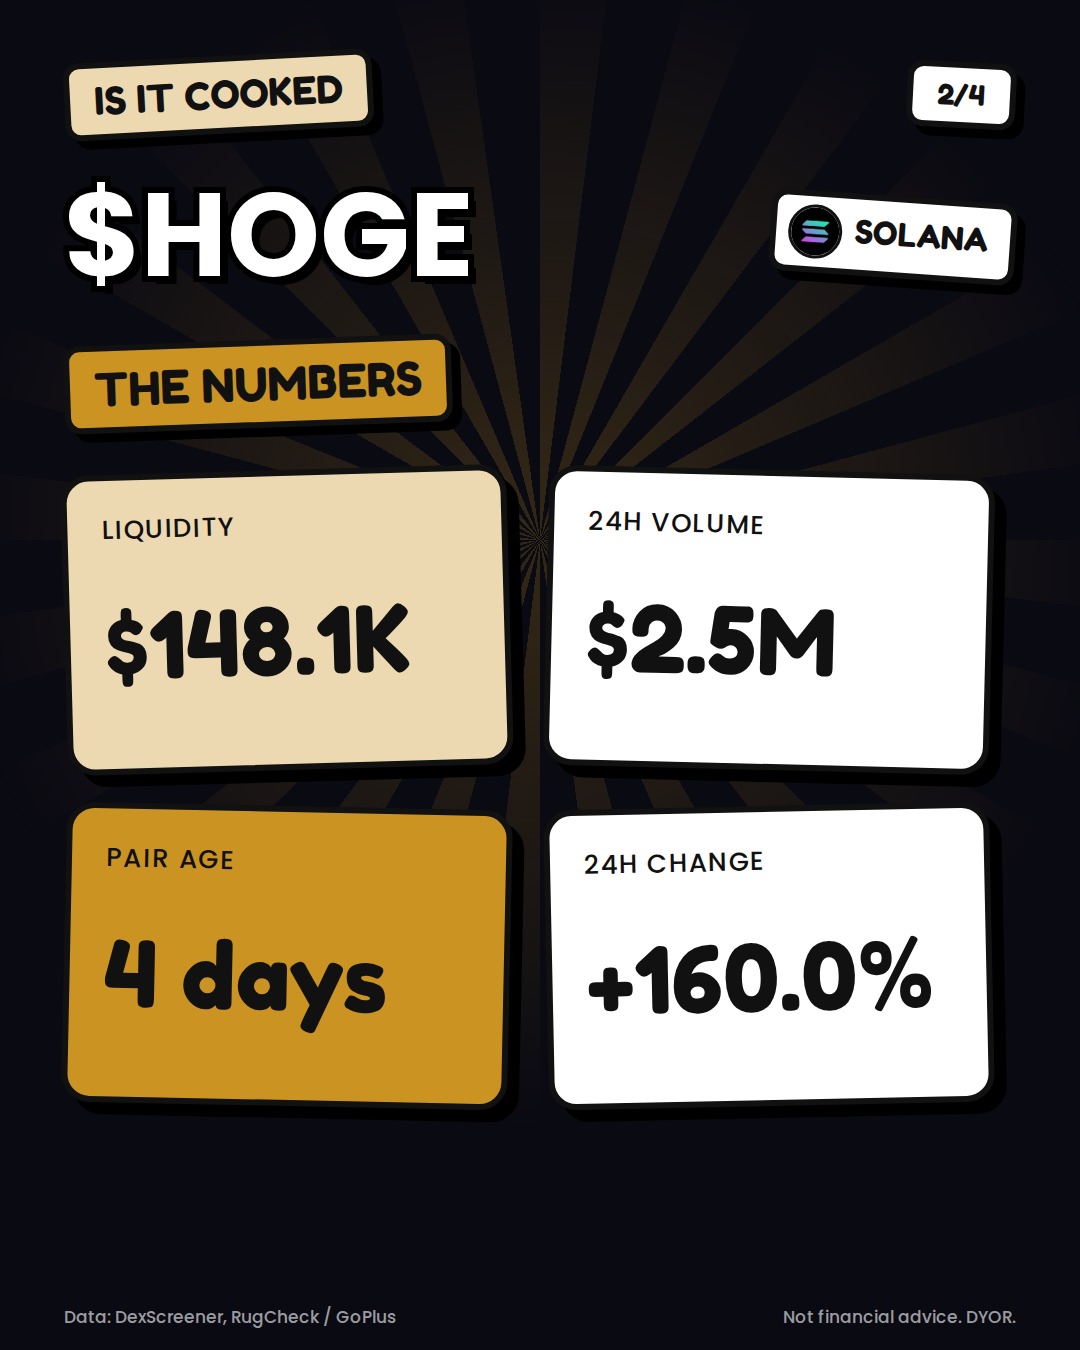 IS IT COOKED
2/4
$HOGE
SOLANA
THE NUMBERS
LIQUIDITY
$148.1K
24H VOLUME
$2.5M
PAIR AGE
4 days
24H CHANGE
+160.0%
Data: DexScreener, RugCheck / GoPlus
Not financial advice. DYOR.